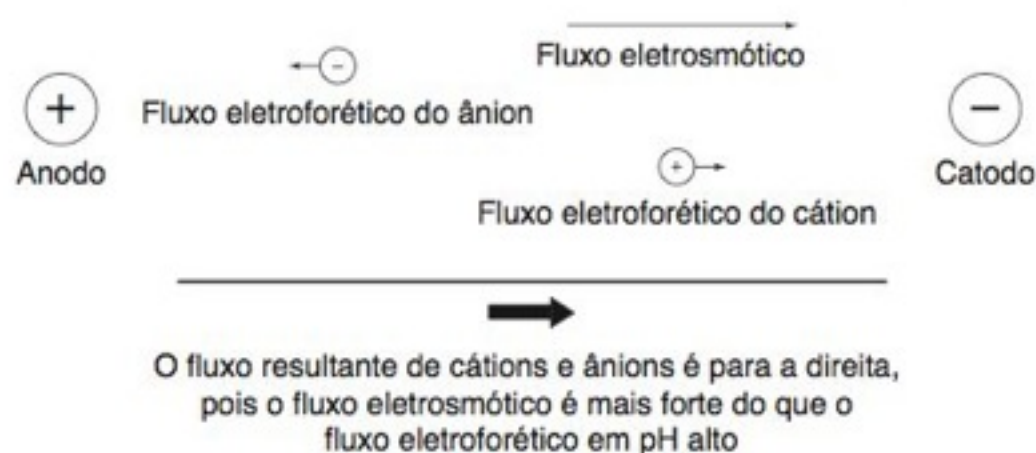 Fluxo eletrosmótico
−
Fluxo eletroforético do ânion
+
Anodo
−
Catodo
+
Fluxo eletroforético do cátion
O fluxo resultante de cátions e ânions é para a direita,
pois o fluxo eletrosmótico é mais forte do que o
fluxo eletroforético em pH alto